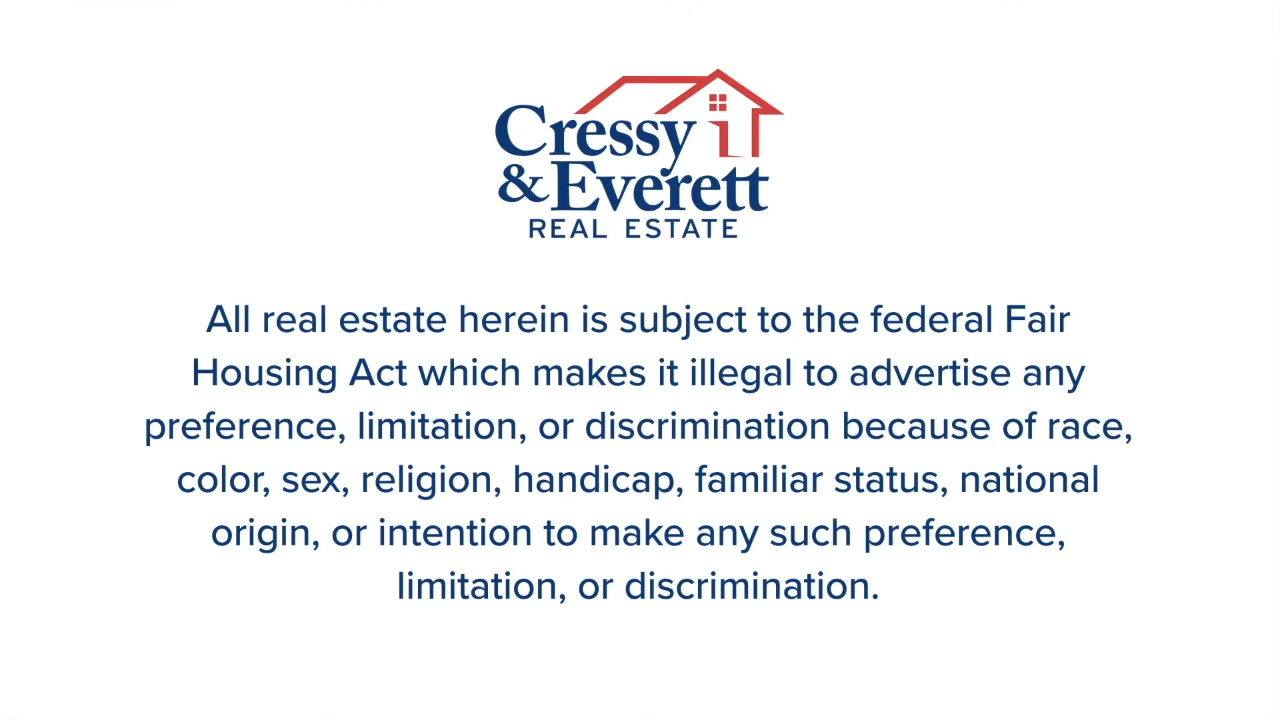 Cressy
& Everett
REAL ESTATE
All real estate herein is subject to the federal Fair
Housing Act which makes it illegal to advertise any
preference, limitation, or discrimination because of race,
color, sex, religion, handicap, familiar status, national
origin, or intention to make any such preference,
limitation, or discrimination.